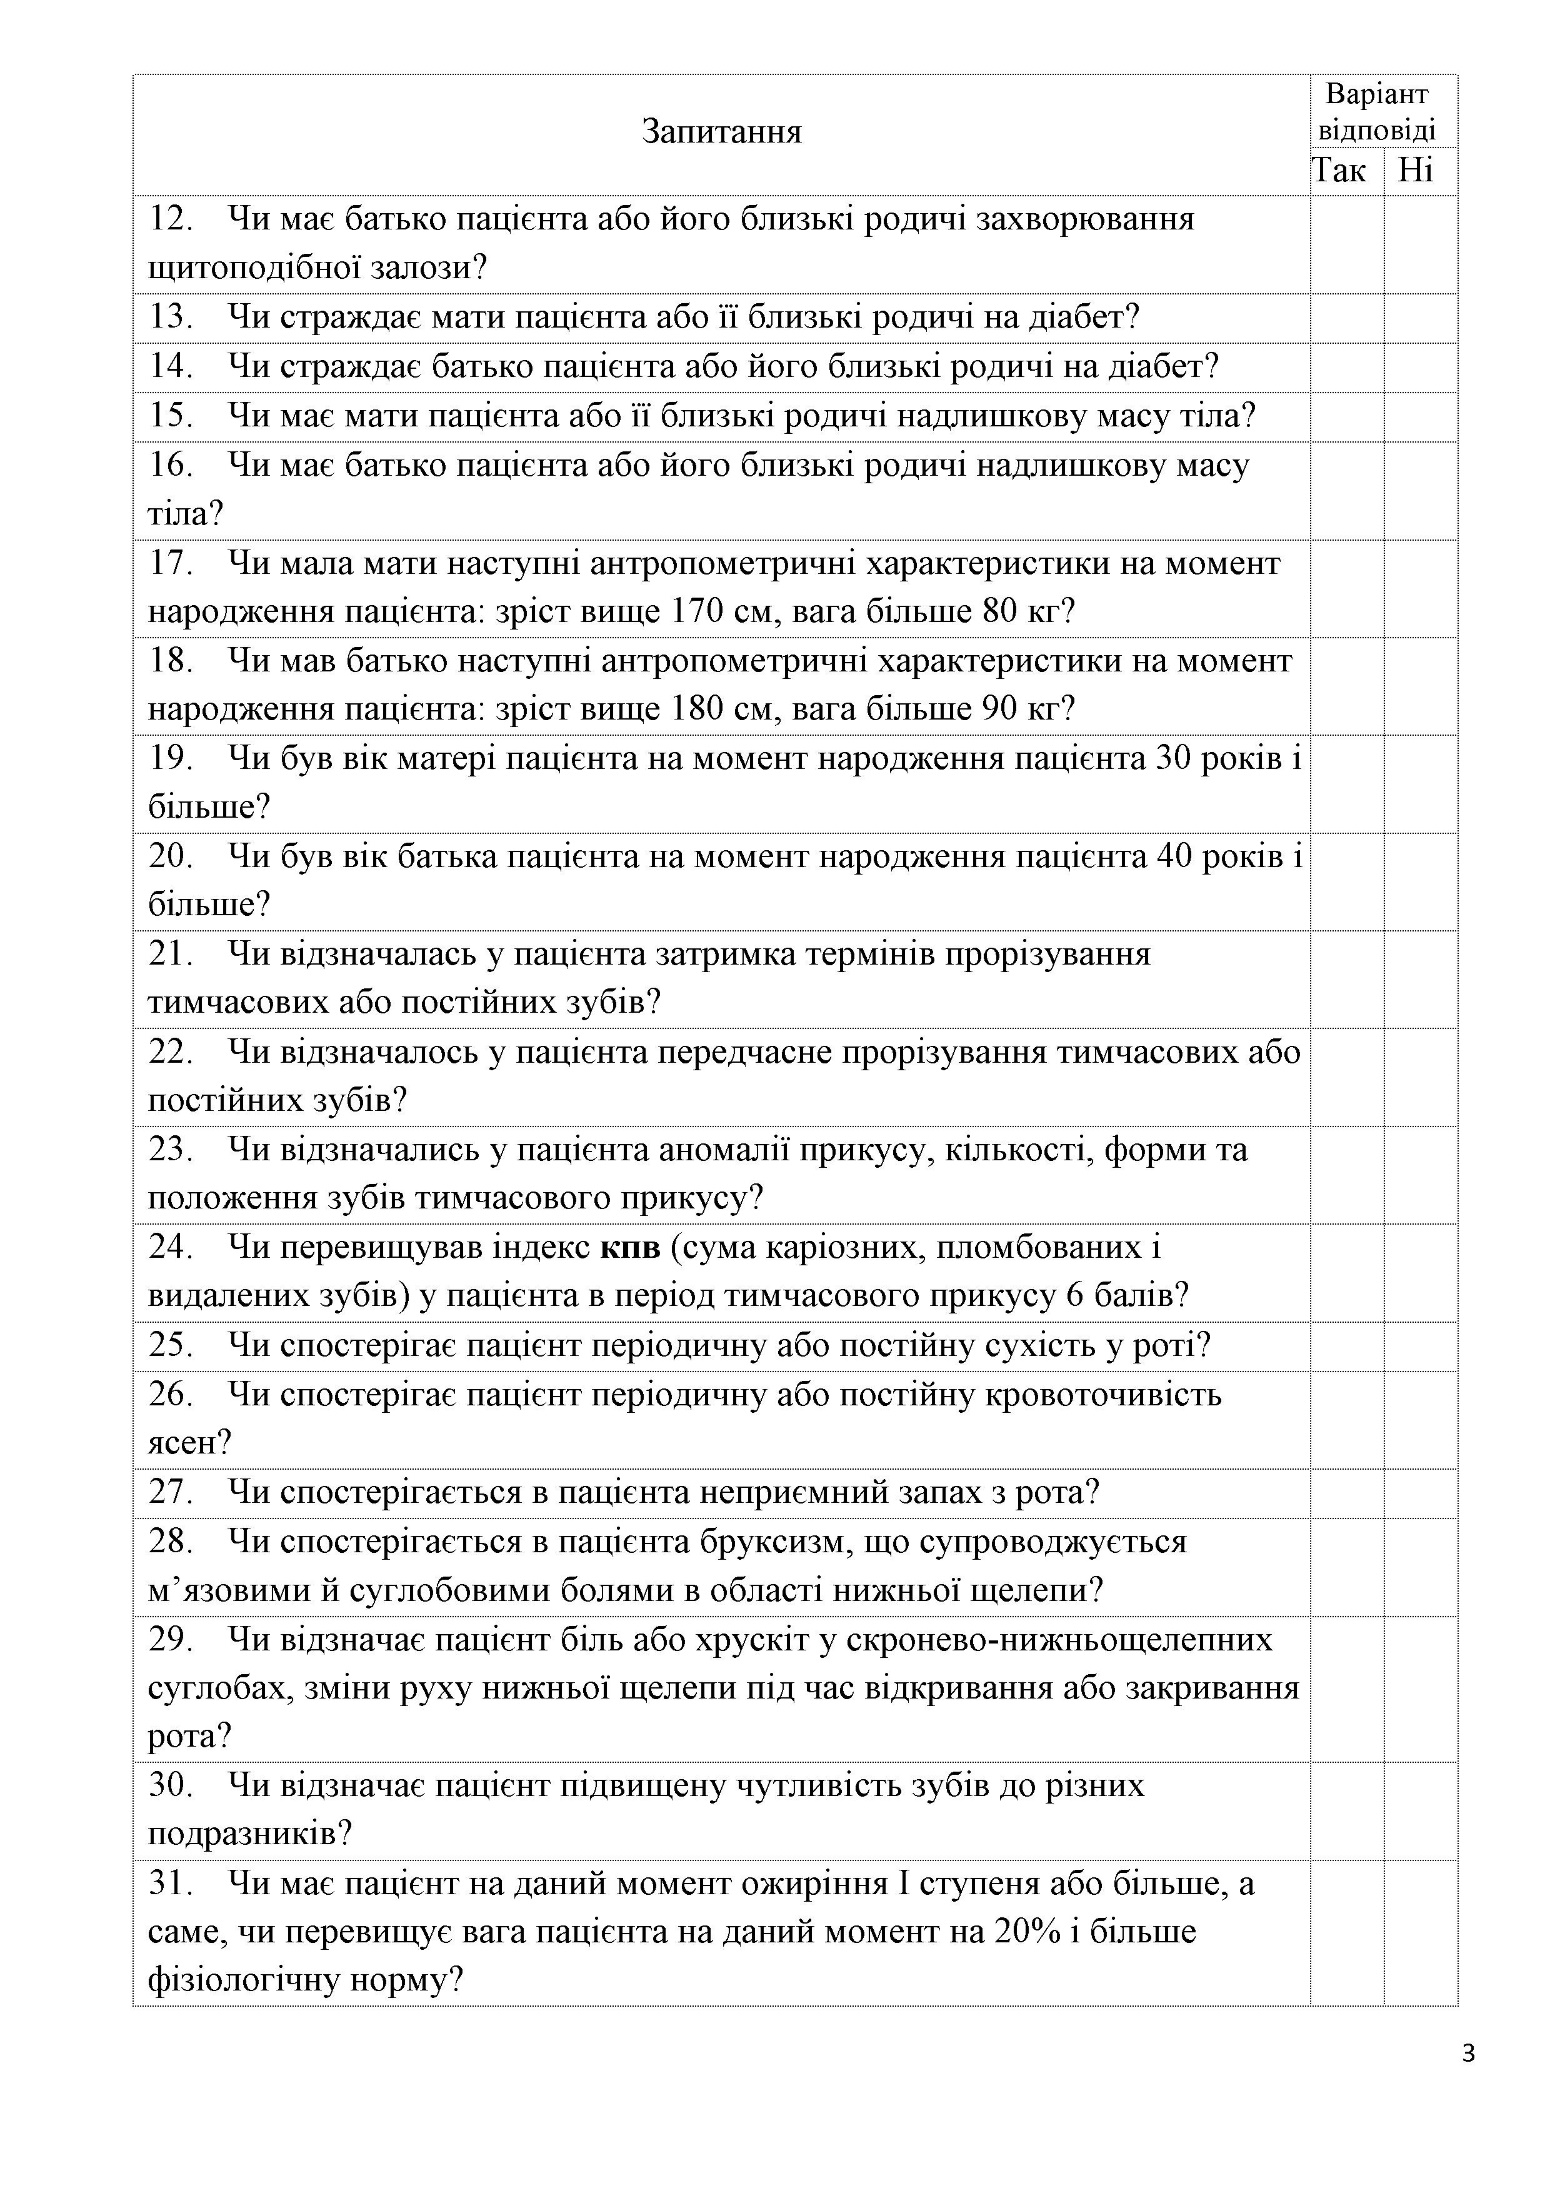 Запитання
Варіант
відповіді
Так Ні
12. Чи має батько пацієнта або його близькі родичі захворювання
щитоподібної залози?
13. Чи страждає мати пацієнта або її близькі родичі на діабет?
14. Чи страждає батько пацієнта або його близькі родичі на діабет?
15. Чи має мати пацієнта або її близькі родичі надлишкову масу тіла?
16. Чи має батько пацієнта або його близькі родичі надлишкову масу
тіла?
17. Чи мала мати наступні антропометричні характеристики на момент
народження пацієнта: зріст вище 170 см, вага більше 80 кг?
18. Чи мав батько наступні антропометричні характеристики на момент
народження пацієнта: зріст вище 180 см, вага більше 90 кг?
19. Чи був вік матері пацієнта на момент народження пацієнта 30 років і
більше?
20. Чи був вік батька пацієнта на момент народження пацієнта 40 років і
більше?
21. Чи відзначалась у пацієнта затримка термінів прорізування
тимчасових або постійних зубів?
22. Чи відзначалось у пацієнта передчасне прорізування тимчасових або
постійних зубів?
23. Чи відзначались у пацієнта аномалії прикусу, кількості, форми та
положення зубів тимчасового прикусу?
24. Чи перевищував індекс кпв (сума каріозних, пломбованих і
видалених зубів) у пацієнта в період тимчасового прикусу 6 балів?
25. Чи спостерігає пацієнт періодичну або постійну сухість у роті?
26. Чи спостерігає пацієнт періодичну або постійну кровоточивість
ясен?
27. Чи спостерігається в пацієнта неприємний запах з рота?
28. Чи спостерігається в пацієнта бруксизм, що супроводжується
м’язовими й суглобовими болями в області нижньої щелепи?
29. Чи відзначає пацієнт біль або хрускіт у скронево-нижньощелепних
суглобах, зміни руху нижньої щелепи під час відкривання або закривання
рота?
30. Чи відзначає пацієнт підвищену чутливість зубів до різних
подразників?
31. Чи має пацієнт на даний момент ожиріння І ступеня або більше, а
саме, чи перевищує вага пацієнта на даний момент на 20% і більше
фізіологічну норму?
3